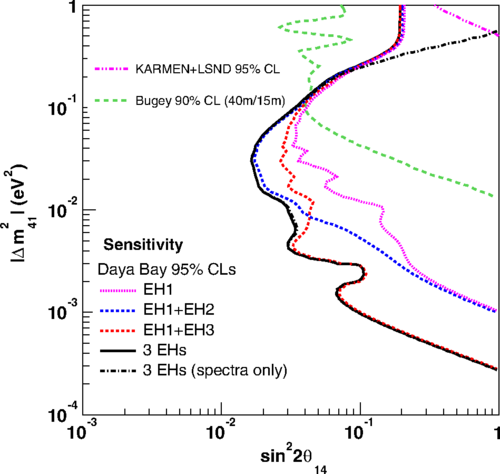 1
10⁻¹
10⁻²
10⁻³
10⁻⁴
|Δm²₄₁| (eV²)
KARMEN+LSND 95% CL
Bugey 90% CL (40m/15m)
Sensitivity
Daya Bay 95% CLs
EH1
EH1+EH2
EH1+EH3
3 EHs
3 EHs (spectra only)
10⁻³
10⁻²
10⁻¹
1
sin²2θ₁₄